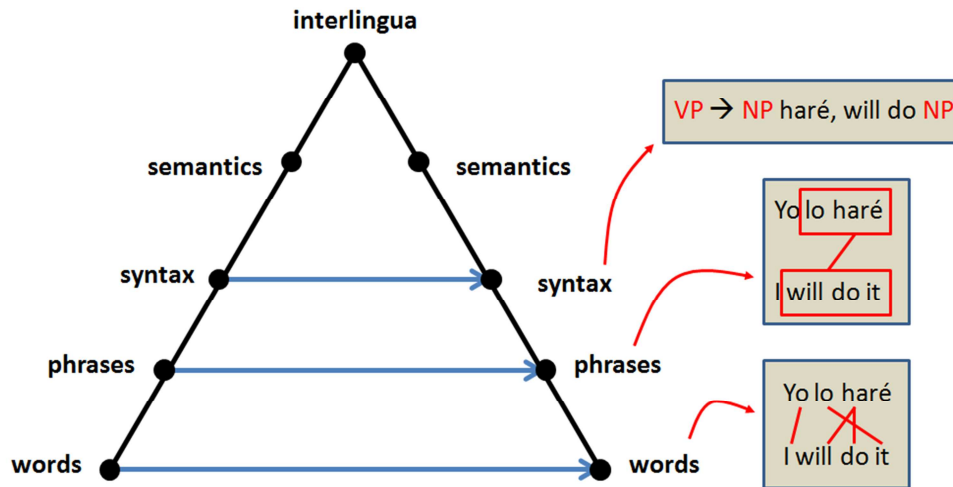 interlingua
VP → NP haré, will do NP
semantics
semantics
Yo lo haré
syntax
syntax
I will do it
phrases
phrases
Yo lo haré
words
words
I will do it